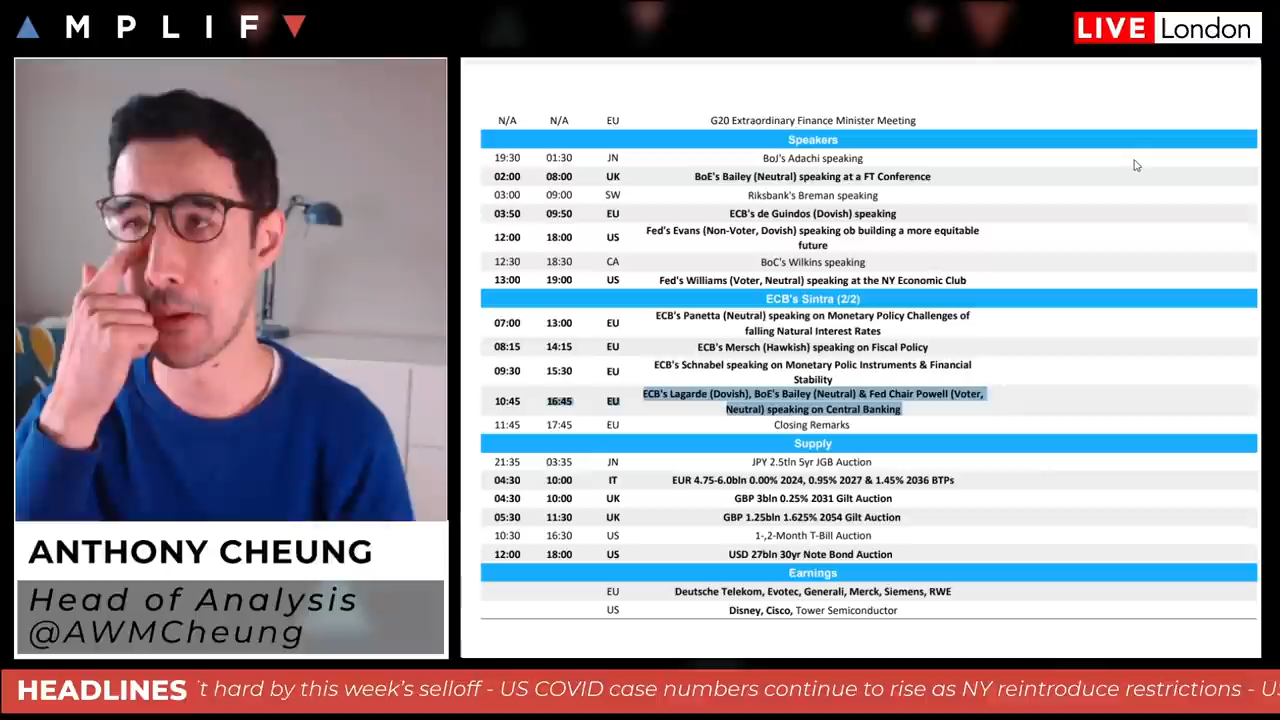 AMPLIFY
LIVE London
N/A N/A EU G20 Extraordinary Finance Minister Meeting
Speakers
19:30 01:30 JN BoJ's Adachi speaking
02:00 08:00 UK BoE's Bailey (Neutral) speaking at a FT Conference
03:00 09:00 SW Riksbank's Breman speaking
03:50 09:50 EU ECB's de Guindos (Dovish) speaking
12:00 18:00 US Fed's Evans (Non-Voter, Dovish) speaking ob building a more equitable
future
12:30 18:30 CA BoC's Wilkins speaking
13:00 19:00 US Fed's Williams (Voter, Neutral) speaking at the NY Economic Club
ECB's Sintra (2/2)
07:00 13:00 EU ECB's Panetta (Neutral) speaking on Monetary Policy Challenges of
falling Natural Interest Rates
08:15 14:15 EU ECB's Mersch (Hawkish) speaking on Fiscal Policy
09:30 15:30 EU ECB's Schnabel speaking on Monetary Polic Instruments & Financial
Stability
10:45 16:45 EU ECB's Lagarde (Dovish), BoE's Bailey (Neutral) & Fed Chair Powell (Voter,
Neutral) speaking on Central Banking
11:45 17:45 EU Closing Remarks
Supply
21:35 03:35 JN JPY 2.5tln 5yr JGB Auction
04:30 10:00 IT EUR 4.75-6.0bln 0.00% 2024, 0.95% 2027 & 1.45% 2036 BTPs
04:30 10:00 UK GBP 3bln 0.25% 2031 Gilt Auction
05:30 11:30 UK GBP 1.25bln 1.625% 2054 Gilt Auction
10:30 16:30 US 1-,2-Month T-Bill Auction
12:00 18:00 US USD 27bln 30yr Note Bond Auction
Earnings
EU Deutsche Telekom, Evotec, Generali, Merck, Siemens, RWE
US Disney, Cisco, Tower Semiconductor
ANTHONY CHEUNG
Head of Analysis
@AWMCheung
HEADLINES 't hard by this week's selloff - US COVID case numbers continue to rise as NY reintroduce restrictions - US